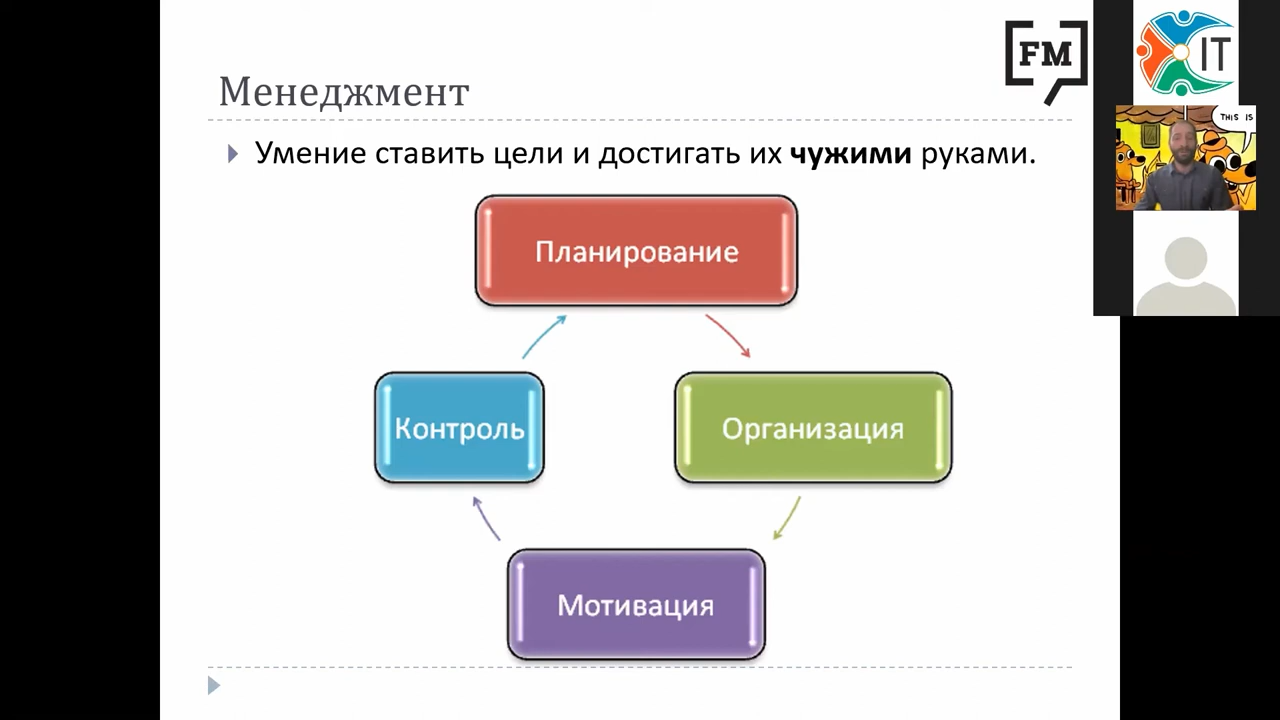 FM
IT
Менеджмент
THIS IS
Умение ставить цели и достигать их чужими руками.
Планирование
Контроль
Организация
Мотивация